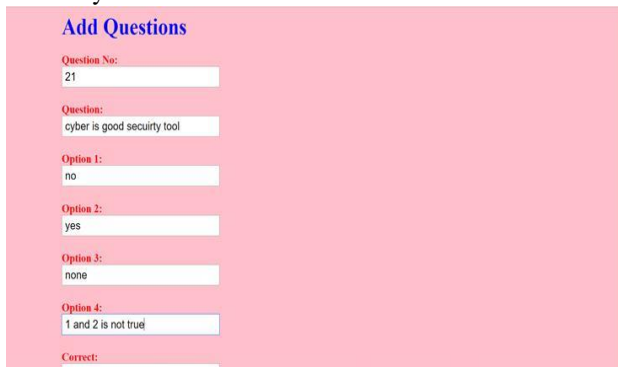 Add Questions
Question No:
21
Question:
cyber is good secuirty tool
Option 1:
no
Option 2:
yes
Option 3:
none
Option 4:
1 and 2 is not true
Correct: